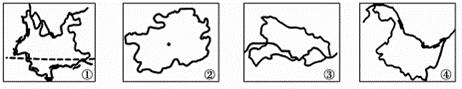 ① ② ③ ④